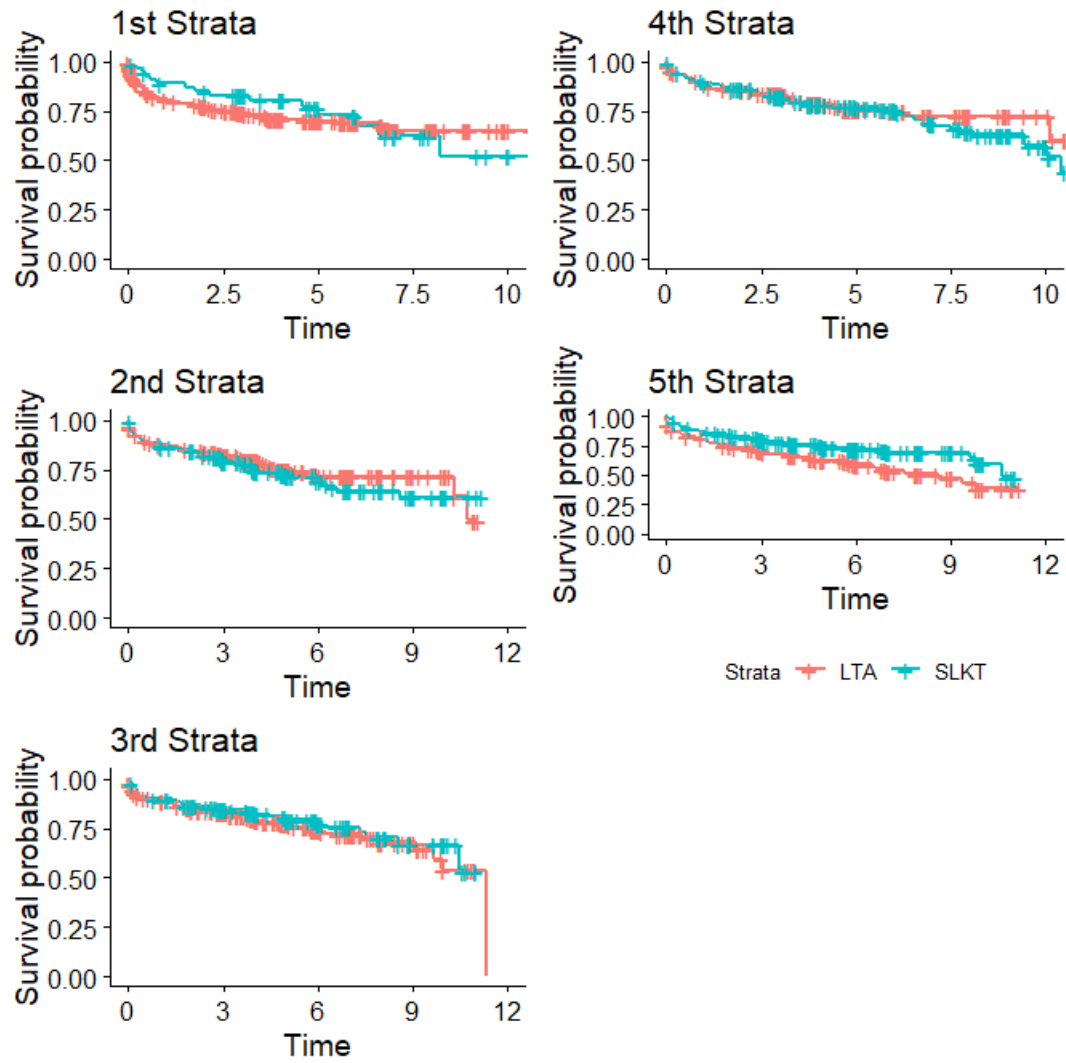 1st Strata
Survival probability
1.00
0.75
0.50
0.25
0.00
0 2.5 5 7.5 10
Time
2nd Strata
Survival probability
1.00
0.75
0.50
0.25
0.00
0 3 6 9 12
Time
3rd Strata
Survival probability
1.00
0.75
0.50
0.25
0.00
0 3 6 9 12
Time
4th Strata
Survival probability
1.00
0.75
0.50
0.25
0.00
0 2.5 5 7.5 10
Time
5th Strata
Survival probability
1.00
0.75
0.50
0.25
0.00
0 3 6 9 12
Time
Strata LTA SLKT